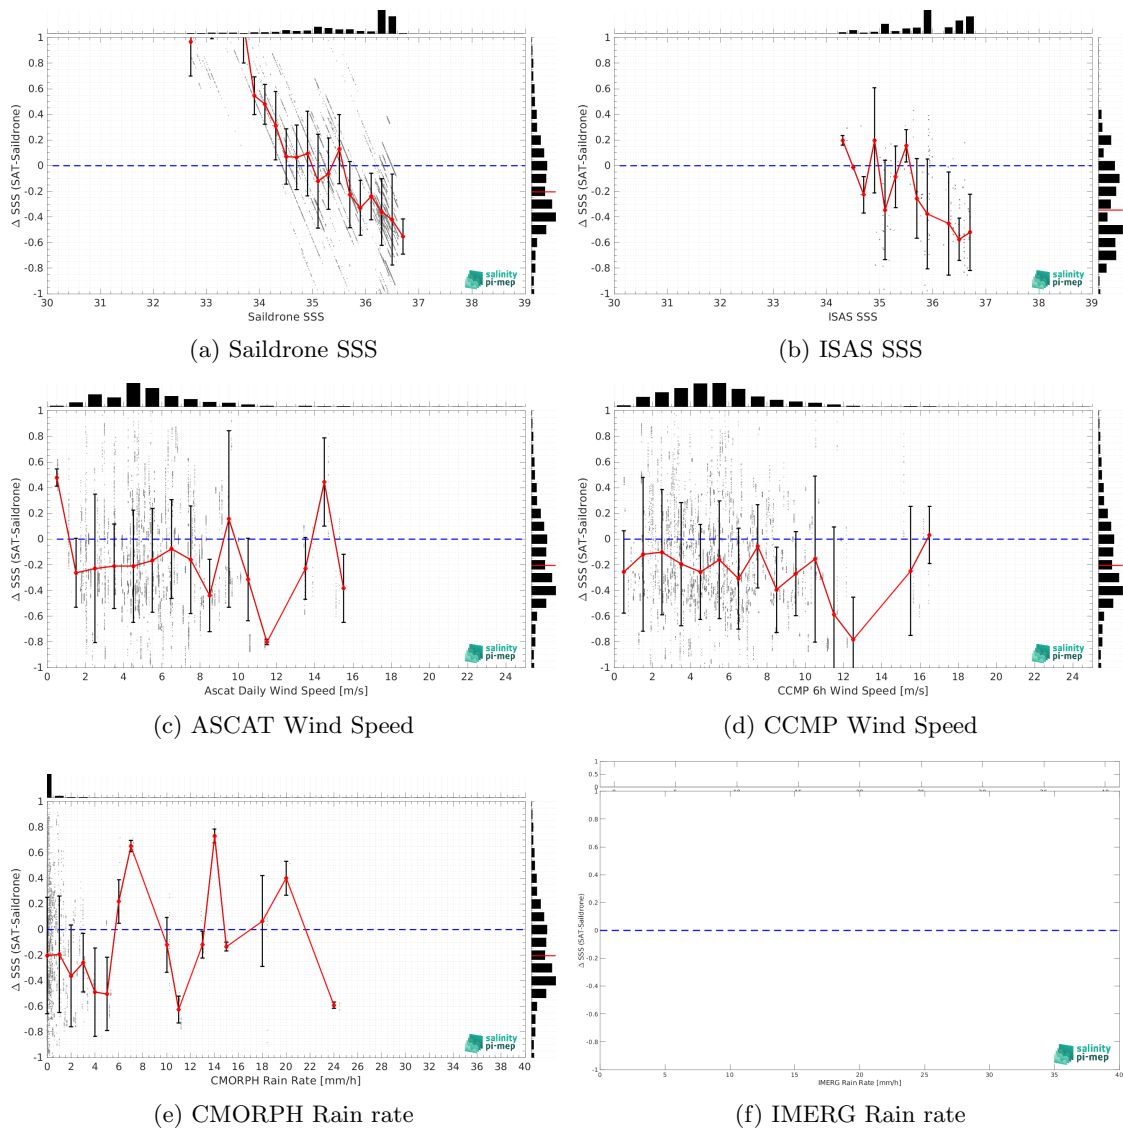 1
0.8
0.6
0.4
0.2
0
-0.2
-0.4
-0.6
-0.8
-1
Δ SSS (SAT-Saildrone)
30 31 32 33 34 35 36 37 38 39
Saildrone SSS
salinity
pi-mep
(a) Saildrone SSS
1
0.8
0.6
0.4
0.2
0
-0.2
-0.4
-0.6
-0.8
-1
Δ SSS (SAT-Saildrone)
30 31 32 33 34 35 36 37 38 39
ISAS SSS
salinity
pi-mep
(b) ISAS SSS
1
0.8
0.6
0.4
0.2
0
-0.2
-0.4
-0.6
-0.8
-1
Δ SSS (SAT-Saildrone)
0 2 4 6 8 10 12 14 16 18 20 22 24
Ascat Daily Wind Speed [m/s]
salinity
pi-mep
(c) ASCAT Wind Speed
1
0.8
0.6
0.4
0.2
0
-0.2
-0.4
-0.6
-0.8
-1
Δ SSS (SAT-Saildrone)
0 2 4 6 8 10 12 14 16 18 20 22 24
CCMP 6h Wind Speed [m/s]
salinity
pi-mep
(d) CCMP Wind Speed
1
0.8
0.6
0.4
0.2
0
-0.2
-0.4
-0.6
-0.8
-1
Δ SSS (SAT-Saildrone)
0 2 4 6 8 10 12 14 16 18 20 22 24 26 28 30 32 34 36 38 40
CMORPH Rain Rate [mm/h]
salinity
pi-mep
(e) CMORPH Rain rate
1
0.5
0
1
0.8
0.6
0.4
0.2
0
-0.2
-0.4
-0.6
-0.8
-1
Δ SSS (SAT-Saildrone)
0 5 10 15 20 25 30 35 40
IMERG Rain Rate [mm/h]
salinity
pi-mep
(f) IMERG Rain rate